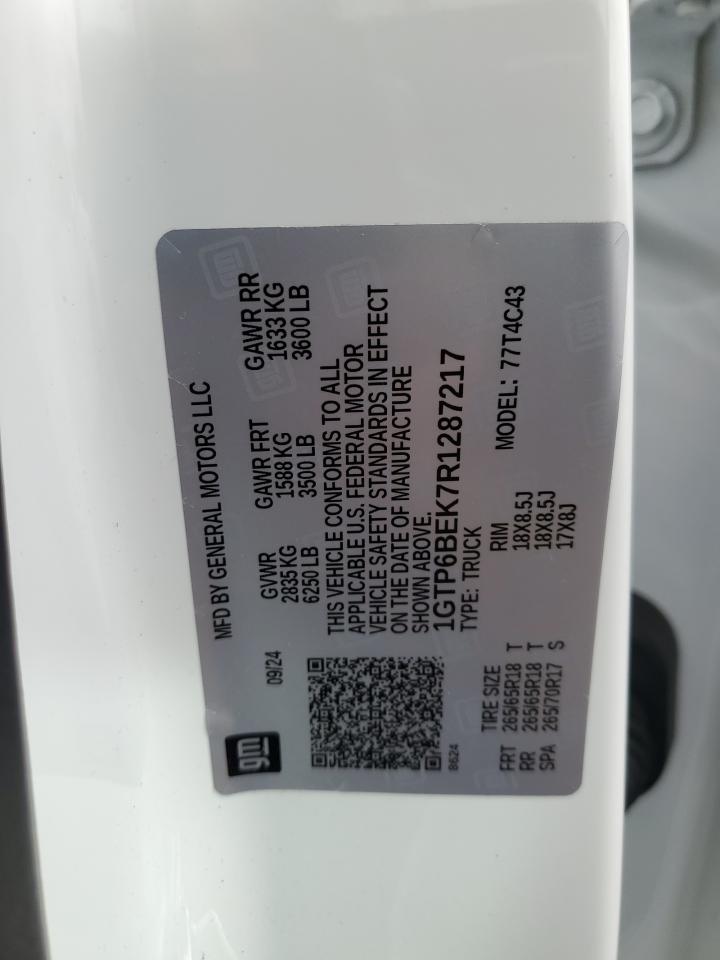 gm
09/24
MFD BY GENERAL MOTORS LLC
GVWR GAWR FRT GAWR RR
2835 KG 1588 KG 1633 KG
6250 LB 3500 LB 3600 LB
THIS VEHICLE CONFORMS TO ALL
APPLICABLE U.S. FEDERAL MOTOR
VEHICLE SAFETY STANDARDS IN EFFECT
ON THE DATE OF MANUFACTURE
SHOWN ABOVE.
1GTP6BEK7R1287217
8624
TYPE: TRUCK
TIRE SIZE RIM MODEL: 77T4C43
FRT 265/65R18 T 18X8.5J
RR 265/65R18 T 18X8.5J
SPA 265/70R17 S 17X8J